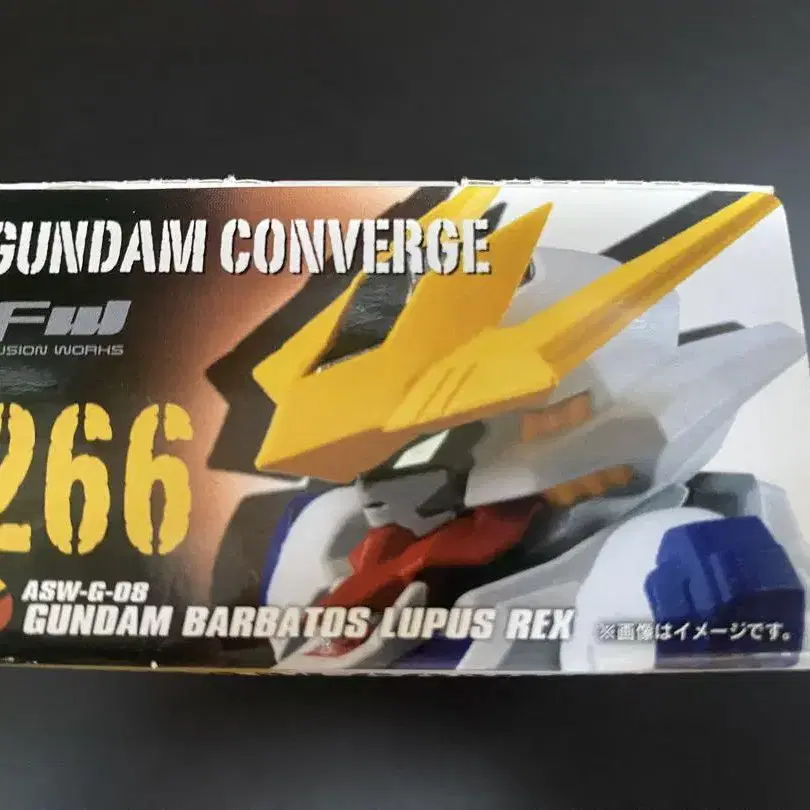 GUNDAM CONVERGE
FW
USION WORKS
266
ASW-G-08
GUNDAM BARBATOS LUPUS REX
※画像はイメージです。